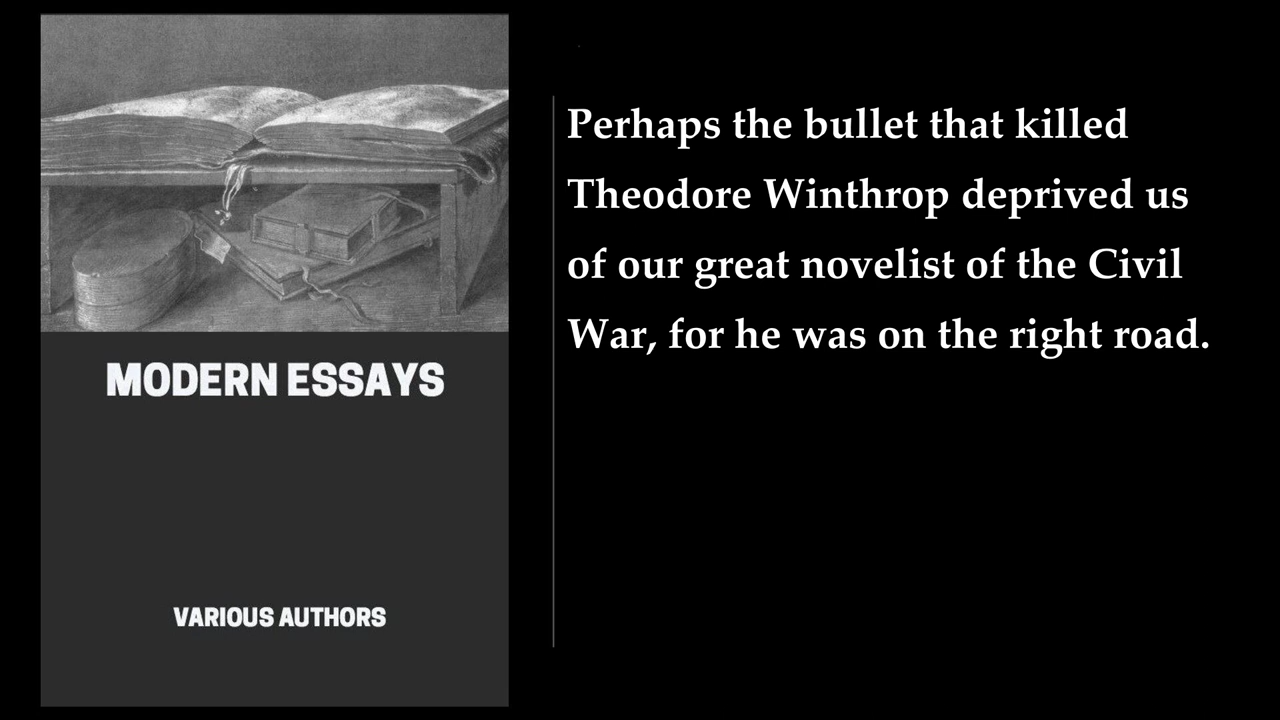 MODERN ESSAYS
VARIOUS AUTHORS
Perhaps the bullet that killed
Theodore Winthrop deprived us
of our great novelist of the Civil
War, for he was on the right road.